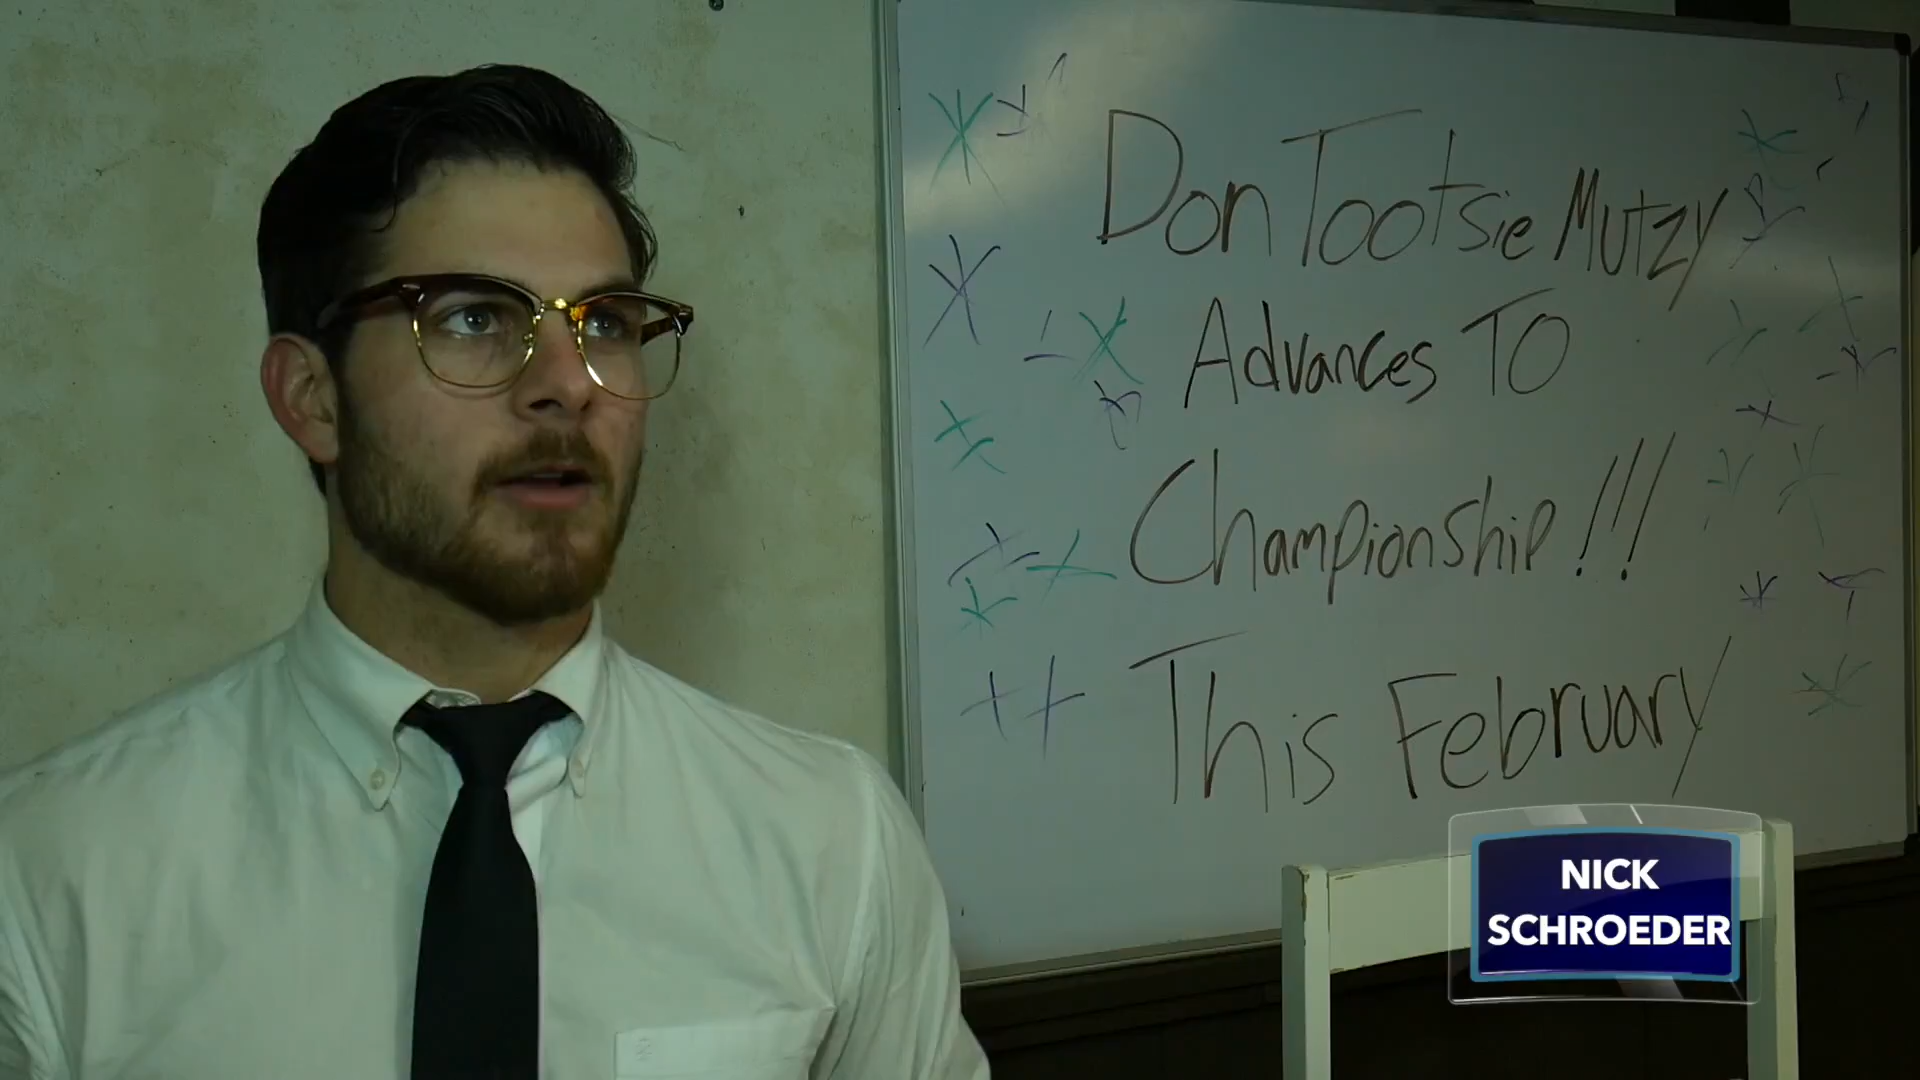 Don Tootsie Mutzy
Advances To
Championship!!!
This February
NICK
SCHROEDER